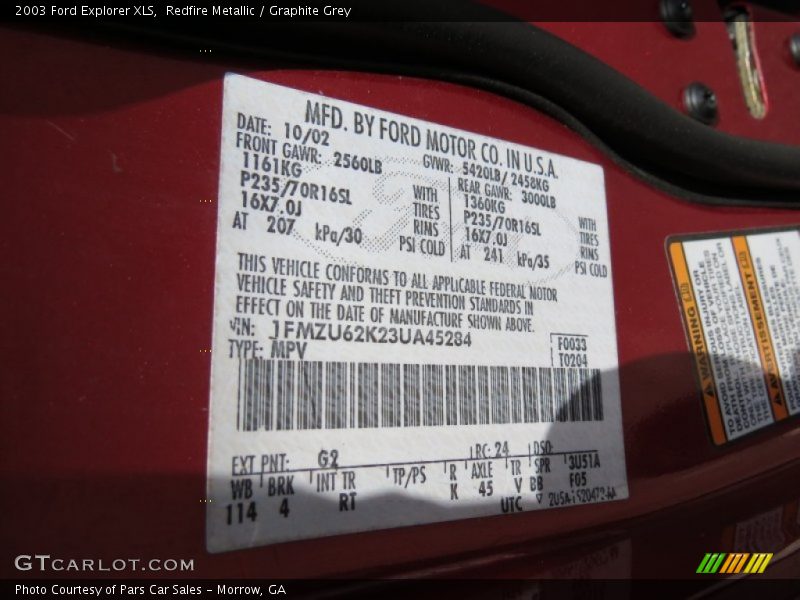 2003 Ford Explorer XLS,  Redfire Metallic / Graphite Grey
MFD. BY FORD MOTOR CO. IN U.S.A.
DATE: 10/02 GVWR: 5420LB/ 2458KG
FRONT GAWR: 2560LB REAR GAWR: 3000LB
1161KG WITH 1360KG WITH
P235/70R16SL TIRES P235/70R16SL TIRES
16X7.0J RINS 16X7.0J RINS
AT 207 kPa/30 PSI COLD AT 241 kPa/35 PSI COLD
THIS VEHICLE CONFORMS TO ALL APPLICABLE FEDERAL MOTOR
VEHICLE SAFETY AND THEFT PREVENTION STANDARDS IN
EFFECT ON THE DATE OF MANUFACTURE SHOWN ABOVE.
VIN: 1FMZU62K23UA45284 F0033
TYPE: MPV T0204
EXT PNT: G2 RC: 24 DSO:
WB BRK INT TR TP/PS R AXLE TR SPR 3U51A
114 4 RT K 45 V BB F05
UTC
WARNING
AVERTISSEMENT
GTCARLOT.COM
Photo Courtesy of Pars Car Sales - Morrow, GA